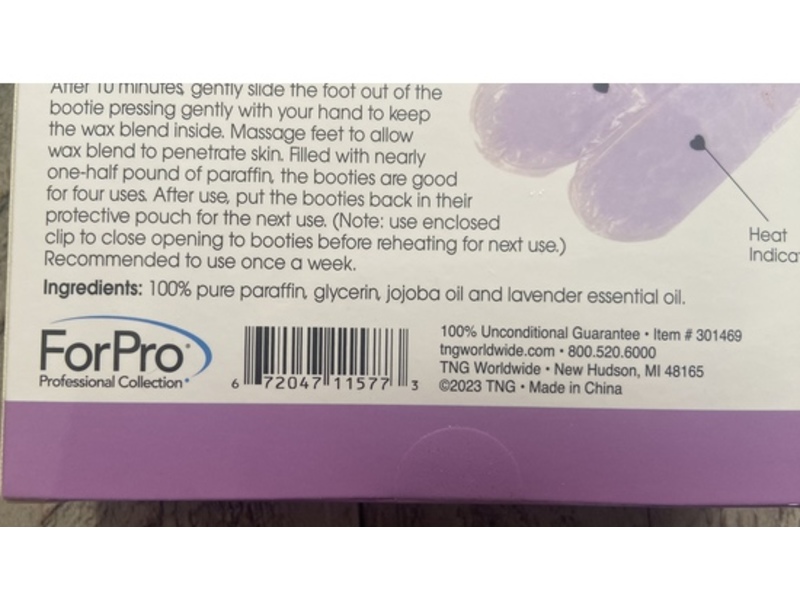 After 10 minutes, gently slide the foot out of the
bootie pressing gently with your hand to keep
the wax blend inside. Massage feet to allow
wax blend to penetrate skin. Filled with nearly
one-half pound of paraffin, the booties are good
for four uses. After use, put the booties back in their
protective pouch for the next use. (Note: use enclosed
clip to close opening to booties before reheating for next use.)
Recommended to use once a week.
Heat
Indica
Ingredients: 100% pure paraffin, glycerin, jojoba oil and lavender essential oil.
ForPro
Professional Collection
6 72047 11577 3
100% Unconditional Guarantee • Item # 301469
tngworldwide.com • 800.520.6000
TNG Worldwide • New Hudson, MI 48165
©2023 TNG • Made in China